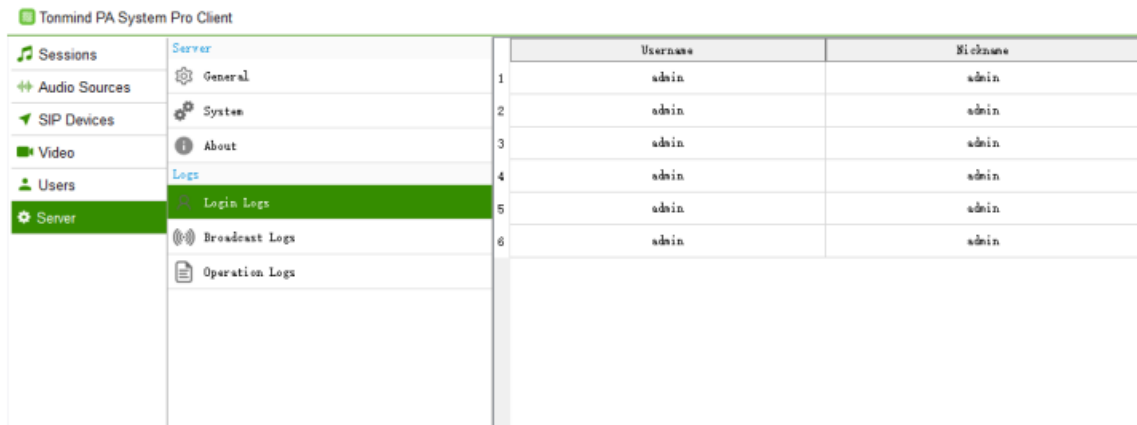 Tonmind PA System Pro Client
Sessions
Audio Sources
SIP Devices
Video
Users
Server
Server
General
System
About
Logs
Login Logs
Broadcast Logs
Operation Logs
Username Nickname
1 admin admin
2 admin admin
3 admin admin
4 admin admin
5 admin admin
6 admin admin